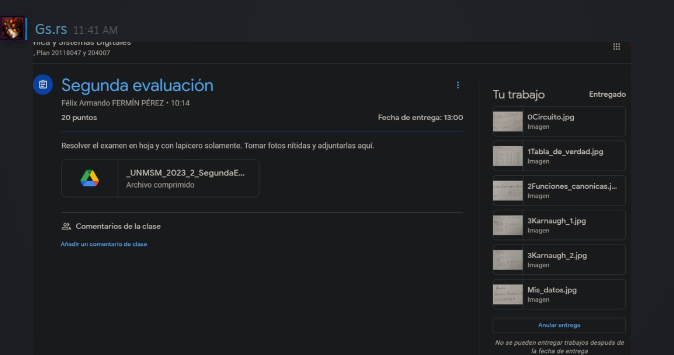 Gs.rs 11:41 AM
nica y Sistemas Digitales
, Plan 20118047 y 204007
Segunda evaluación
Félix Armando FERMÍN PÉREZ • 10:14
20 puntos
Fecha de entrega: 13:00
Resolver el examen en hoja y con lapicero solamente. Tomar fotos nítidas y adjuntarlas aquí.
_UNMSM_2023_2_SegundaE...
Archivo comprimido
Comentarios de la clase
Añadir un comentario de clase
Tu trabajo
Entregado
0Circuito.jpg
Imagen
1Tabla_de_verdad.jpg
Imagen
2Funciones_canonicas.j...
Imagen
3Karnaugh_1.jpg
Imagen
3Karnaugh_2.jpg
Imagen
Mis_datos.jpg
Imagen
Anular entrega
No se pueden entregar trabajos después de
la fecha de entrega